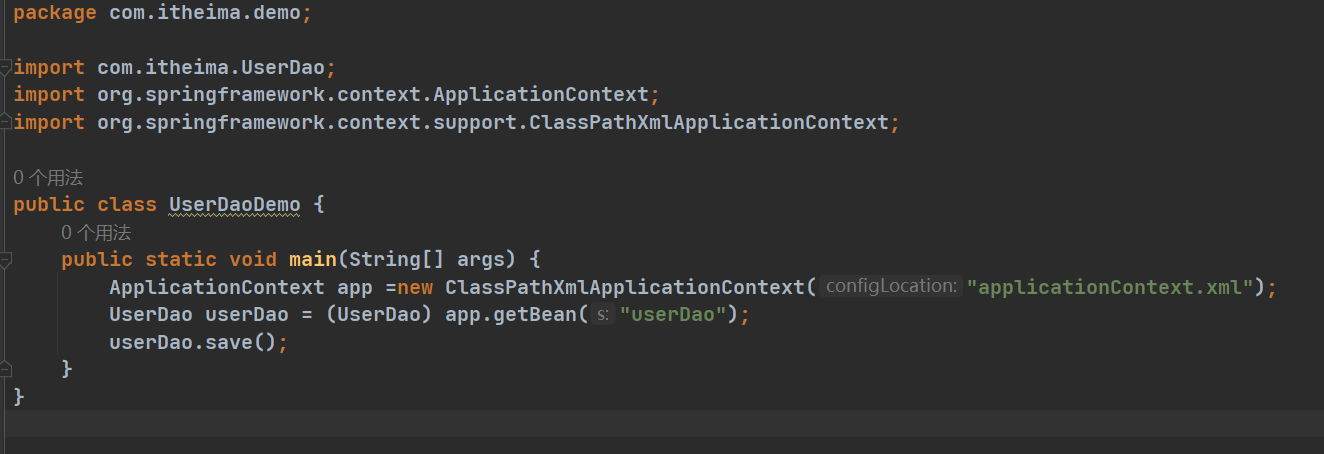 package com.itheima.demo;
import com.itheima.UserDao;
import org.springframework.context.ApplicationContext;
import org.springframework.context.support.ClassPathXmlApplicationContext;
0 个用法
public class UserDaoDemo {
0 个用法
public static void main(String[] args) {
ApplicationContext app =new ClassPathXmlApplicationContext( configLocation: "applicationContext.xml");
UserDao userDao = (UserDao) app.getBean( s: "userDao");
userDao.save();
}
}